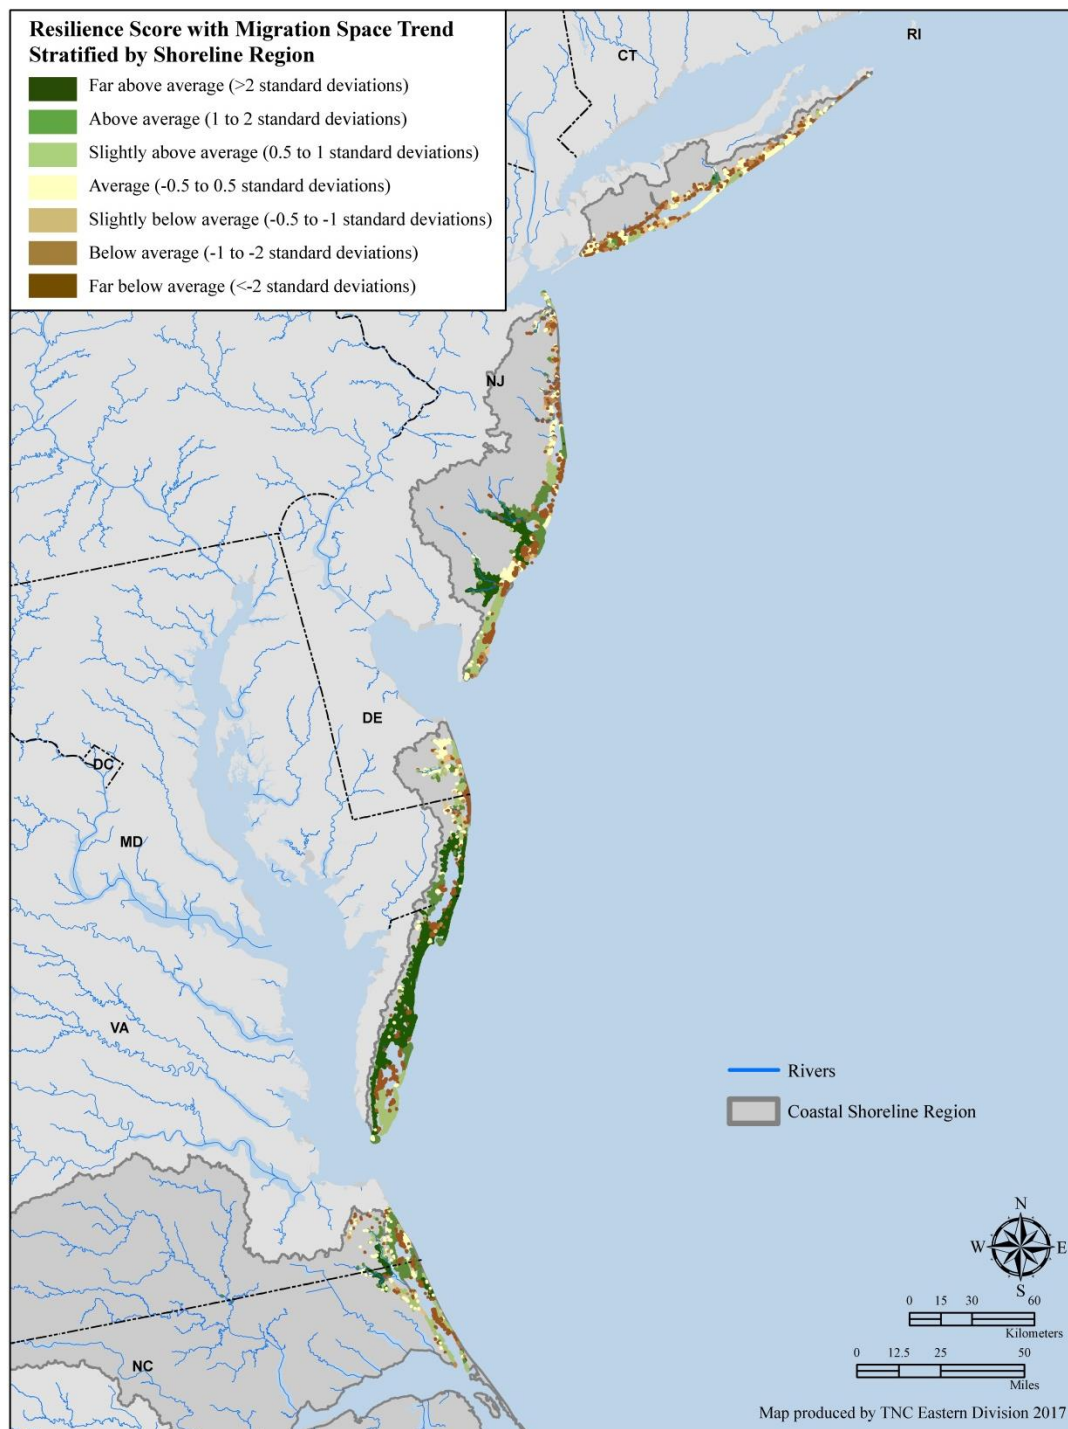 Resilience Score with Migration Space Trend
Stratified by Shoreline Region
Far above average (>2 standard deviations)
Above average (1 to 2 standard deviations)
Slightly above average (0.5 to 1 standard deviations)
Average (-0.5 to 0.5 standard deviations)
Slightly below average (-0.5 to -1 standard deviations)
Below average (-1 to -2 standard deviations)
Far below average (<-2 standard deviations)
RI
CT
NJ
DE
DC
MD
VA
NC
Rivers
Coastal Shoreline Region
N
W E
S
0 15 30 60
Kilometers
0 12.5 25 50
Miles
Map produced by TNC Eastern Division 2017